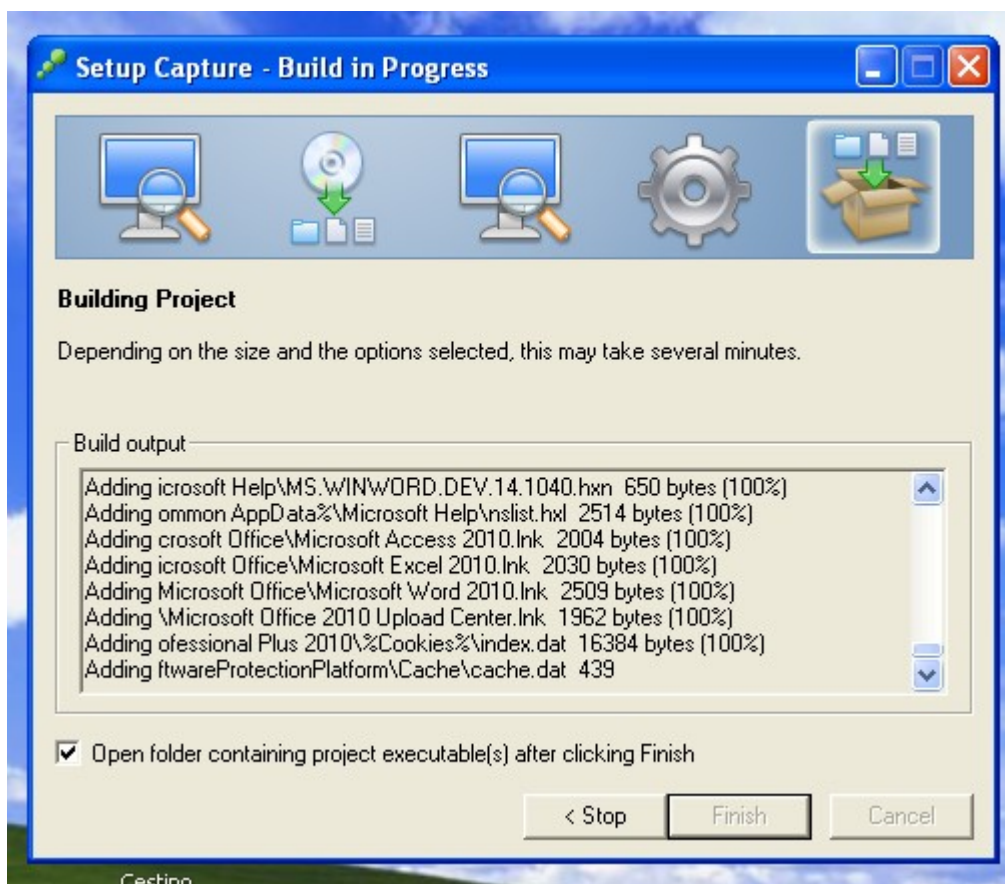 Setup Capture - Build in Progress
Building Project
Depending on the size and the options selected, this may take several minutes.
Build output
Adding icrosoft Help\MS.WINWORD.DEV.14.1040.hxn 650 bytes (100%)
Adding ommon AppData%\Microsoft Help\nslist.hxl 2514 bytes (100%)
Adding crosoft Office\Microsoft Access 2010.lnk 2004 bytes (100%)
Adding icrosoft Office\Microsoft Excel 2010.lnk 2030 bytes (100%)
Adding Microsoft Office\Microsoft Word 2010.lnk 2509 bytes (100%)
Adding \Microsoft Office 2010 Upload Center.lnk 1962 bytes (100%)
Adding ofessional Plus 2010\%Cookies%\index.dat 16384 bytes (100%)
Adding ftwareProtectionPlatform\Cache\cache.dat 439
Open folder containing project executable(s) after clicking Finish
< Stop Finish Cancel
Cestino